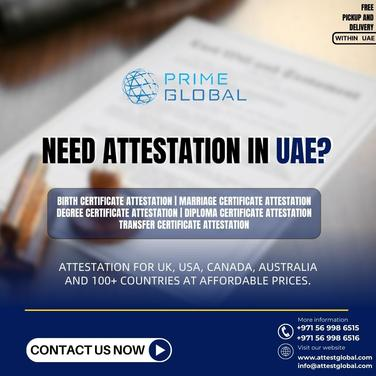 FREE
PICKUP AND
DELIVERY
WITHIN UAE
PRIME
GLOBAL
NEED ATTESTATION IN UAE?
BIRTH CERTIFICATE ATTESTATION | MARRIAGE CERTIFICATE ATTESTATION
DEGREE CERTIFICATE ATTESTATION | DIPLOMA CERTIFICATE ATTESTATION
TRANSFER CERTIFICATE ATTESTATION
ATTESTATION FOR UK, USA, CANADA, AUSTRALIA
AND 100+ COUNTRIES AT AFFORDABLE PRICES.
CONTACT US NOW
More information
+971 56 998 6515
+971 56 998 6516
Visit our website
www.attestglobal.com
info@attestglobal.com